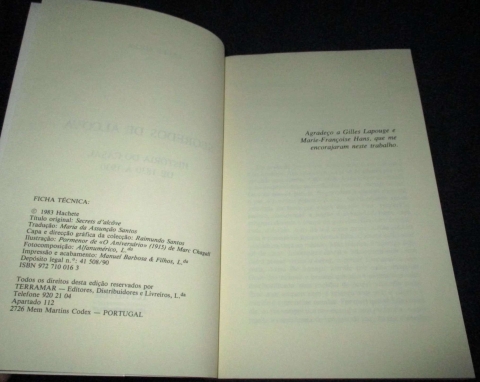 FICHA TÉCNICA:
© 1983 Hachete
Título original: Secrets d'alcôve
Tradução: Maria da Assunção Santos
Capa e direcção gráfica da colecção: Raimundo Santos
Ilustração: Pormenor de «O Aniversário» (1915) de Marc Chagall
Fotocomposição: Alfanumérico, L.da
Impressão e acabamento: Manuel Barbosa & Filhos, L.da
Depósito legal n.º: 41 508/90
ISBN 972 710 016 3
Todos os direitos desta edição reservados por
TERRAMAR — Editores, Distribuidores e Livreiros, L.da
Telefone 920 21 04
Apartado 112
2726 Mem Martins Codex — PORTUGAL
Agradeço a Gilles Lapouge e
Marie-Françoise Hans, que me
encorajaram neste trabalho.